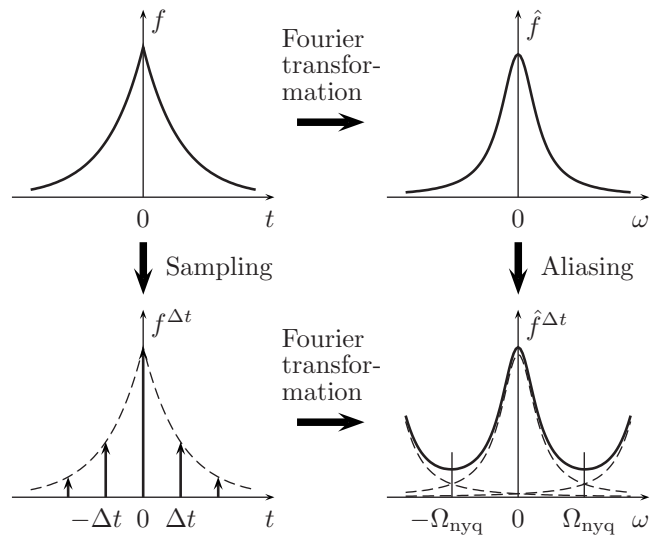 f
Fourier
transfor-
mation
f̂
0
t
0
ω
Sampling
Aliasing
f^Δt
Fourier
transfor-
mation
f̂^Δt
−Δt 0 Δt t
−Ω_nyq 0 Ω_nyq ω